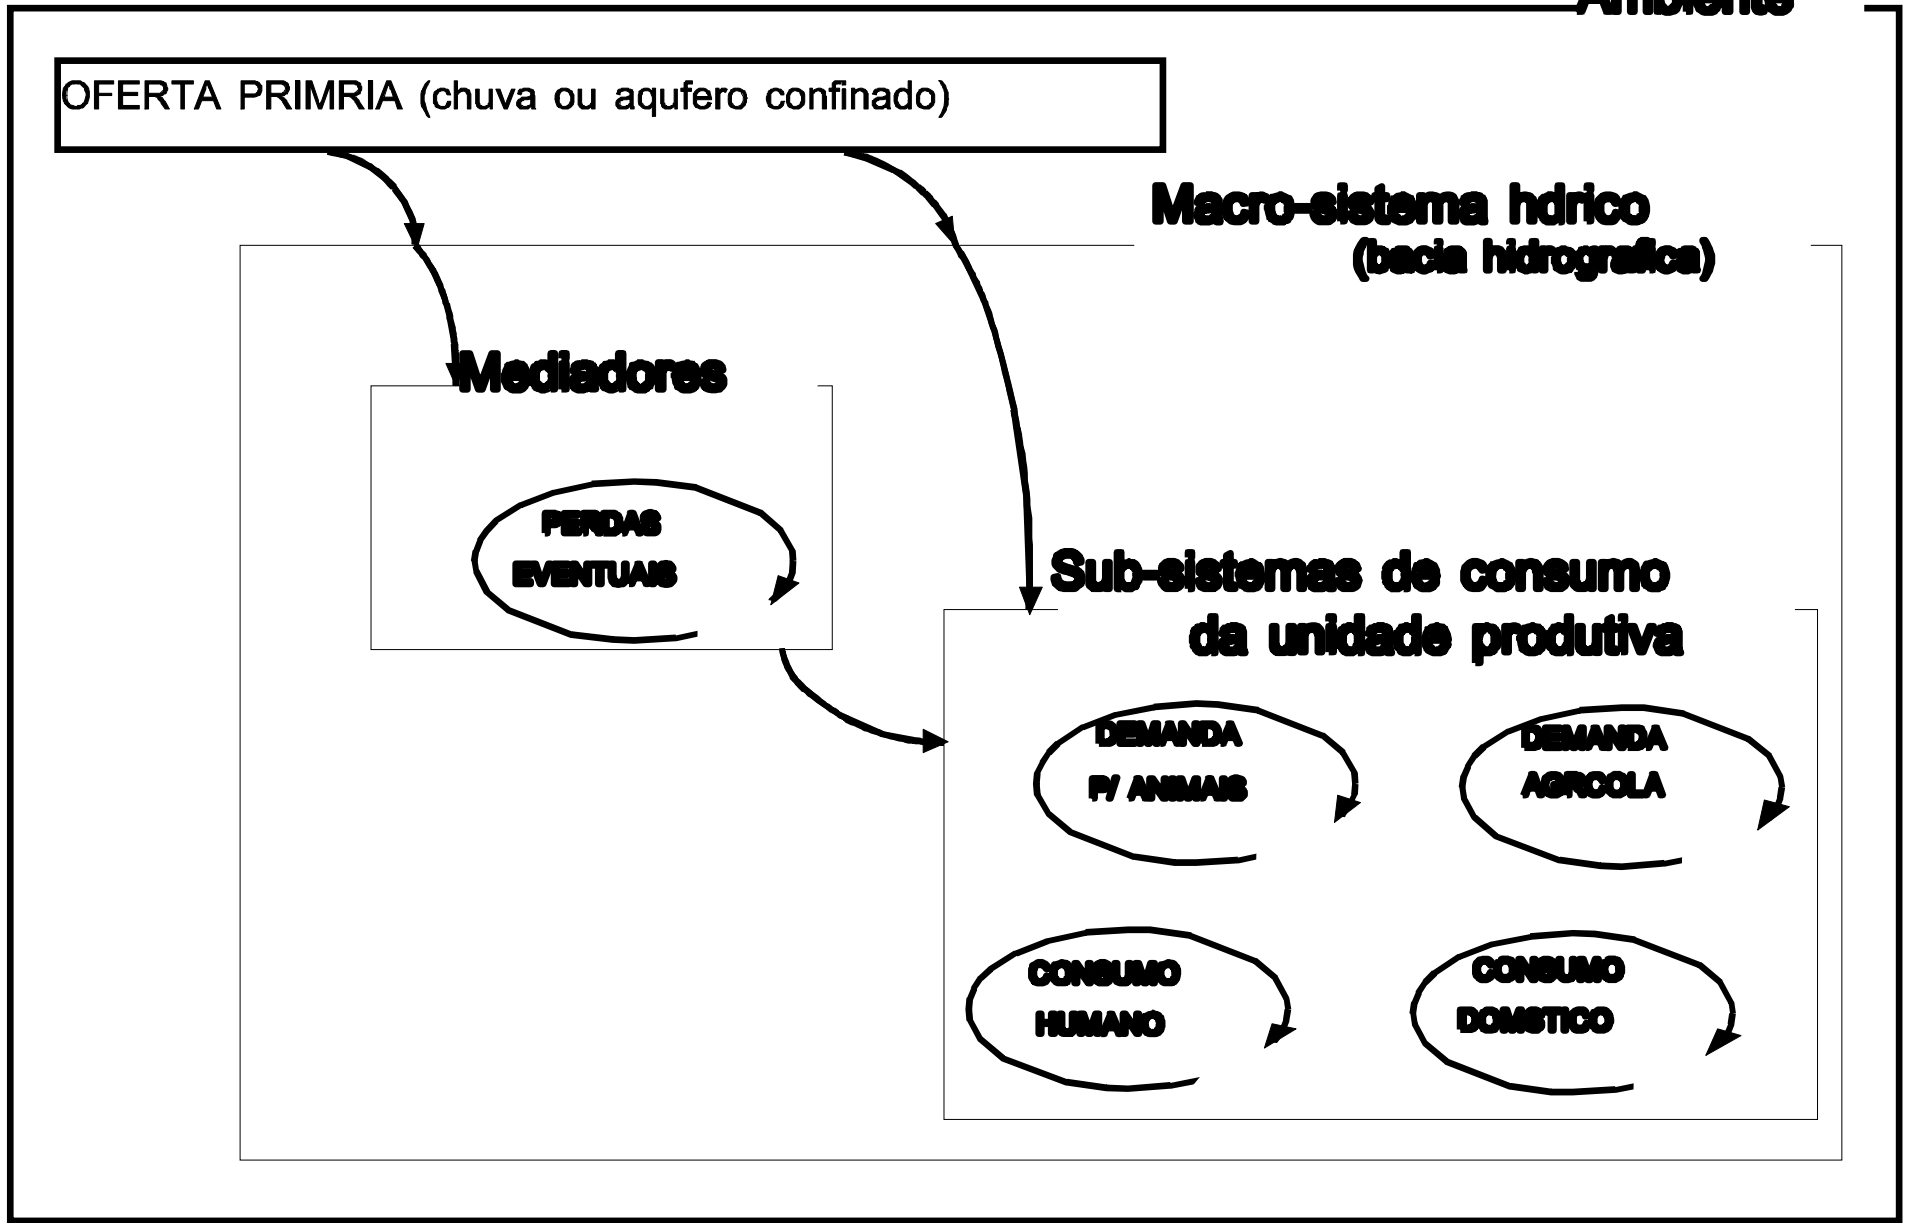 Ambiente
OFERTA PRIMRIA (chuva ou aqufero confinado)
Macro-sistema hdrico
(bacia hidrografica)
Mediadores
PERDAS
EVENTUAIS
Sub-sistemas de consumo
da unidade produtiva
DEMANDA
P/ ANIMAIS
DEMANDA
AGRCOLA
CONSUMO
HUMANO
CONSUMO
DOMSTICO